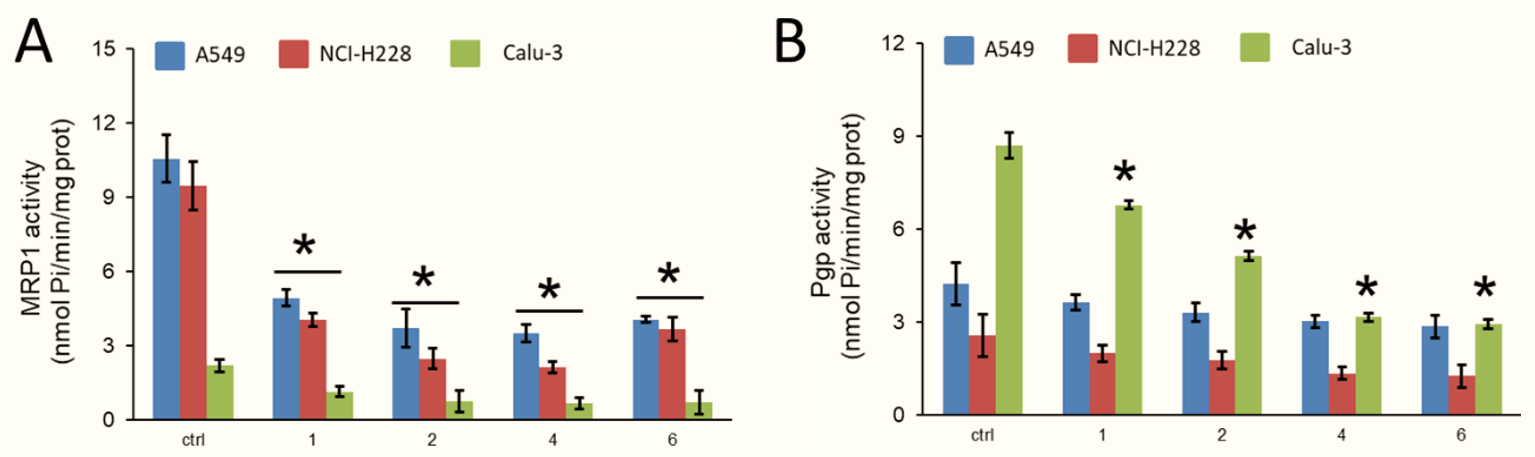 A
MRP1 activity
(nmol Pi/min/mg prot)
15
12
9
6
3
0
A549 NCI-H228 Calu-3
* * * *
ctrl 1 2 4 6
B
Pgp activity
(nmol Pi/min/mg prot)
12
9
6
3
0
A549 NCI-H228 Calu-3
* * * *
ctrl 1 2 4 6